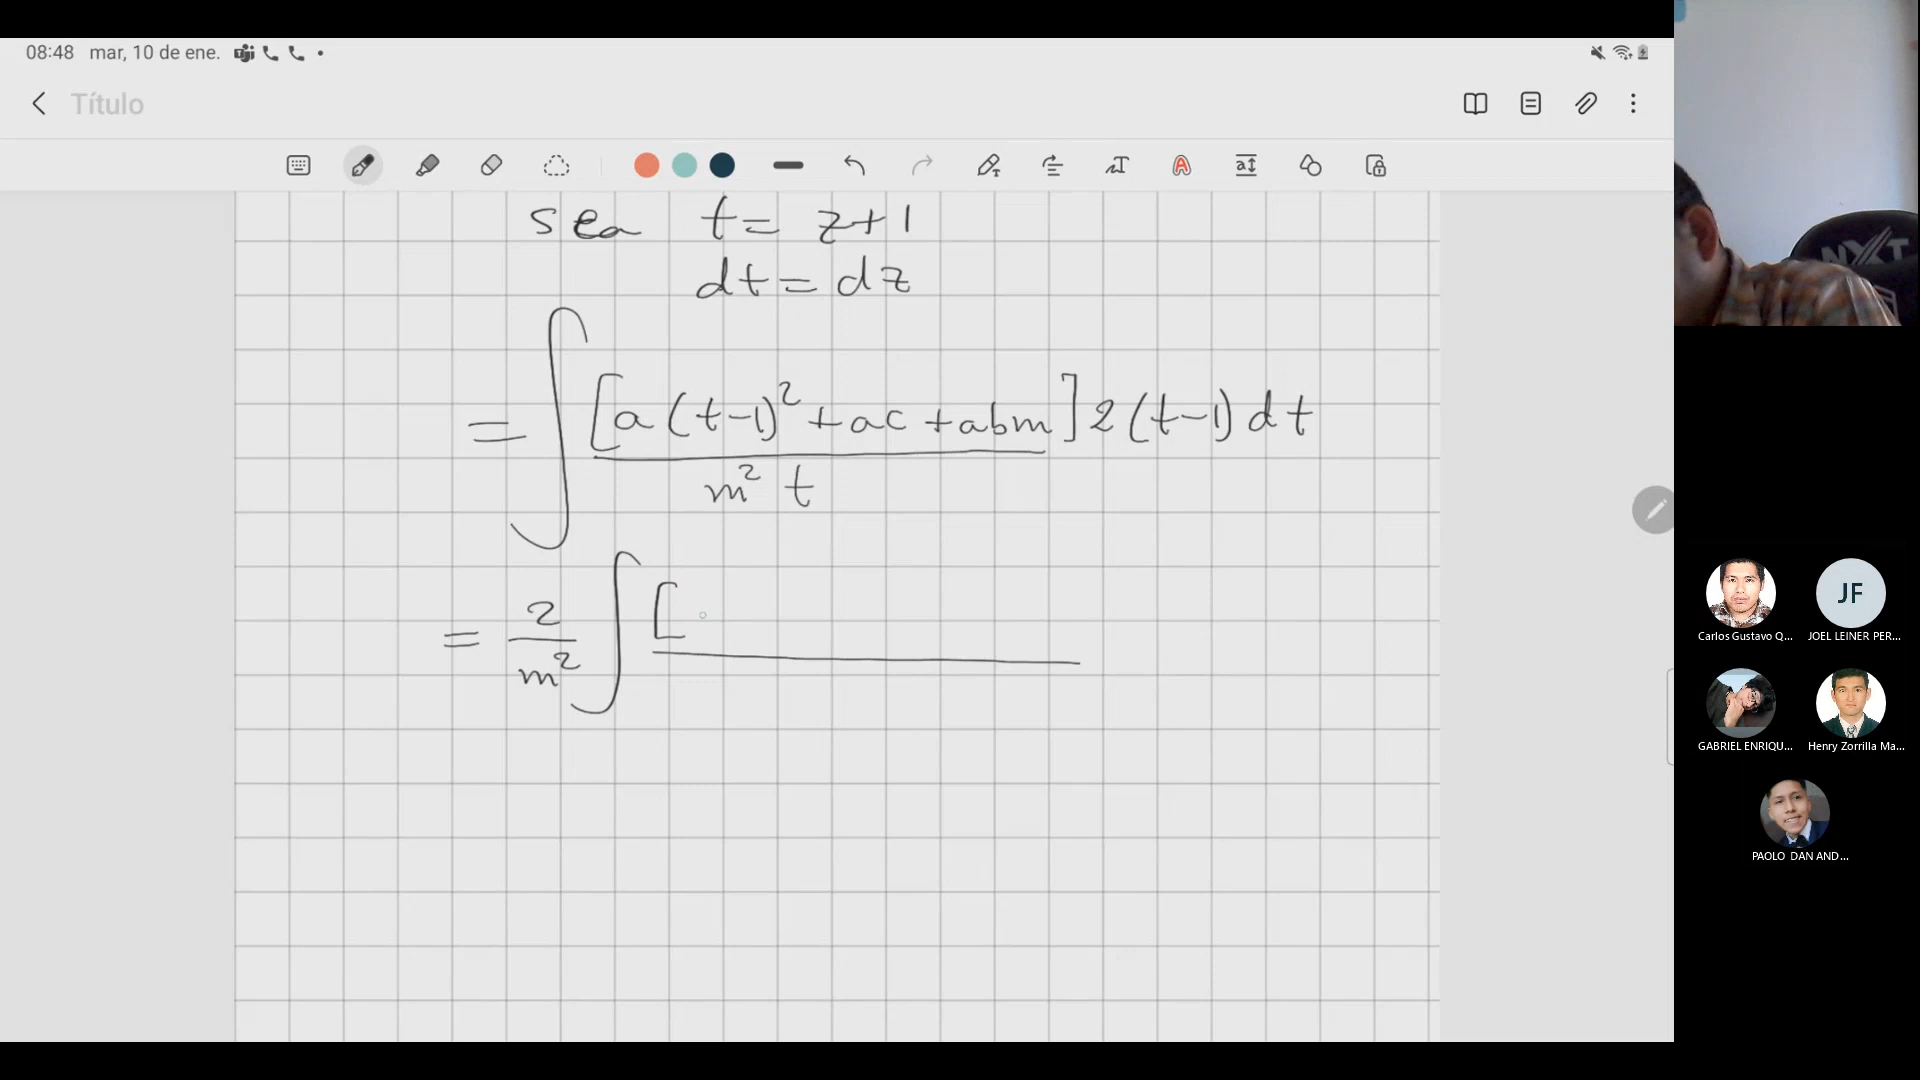 08:48 mar, 10 de ene.
Título
sea t = z+1
dt = dz
= ∫ [a(t-1)² + ac + abm] 2(t-1) dt
m² t
= 2/m² ∫ [
NXT
JF
Carlos Gustavo Q...
JOEL LEINER PER...
GABRIEL ENRIQU...
Henry Zorrilla Ma...
PAOLO DAN AND...